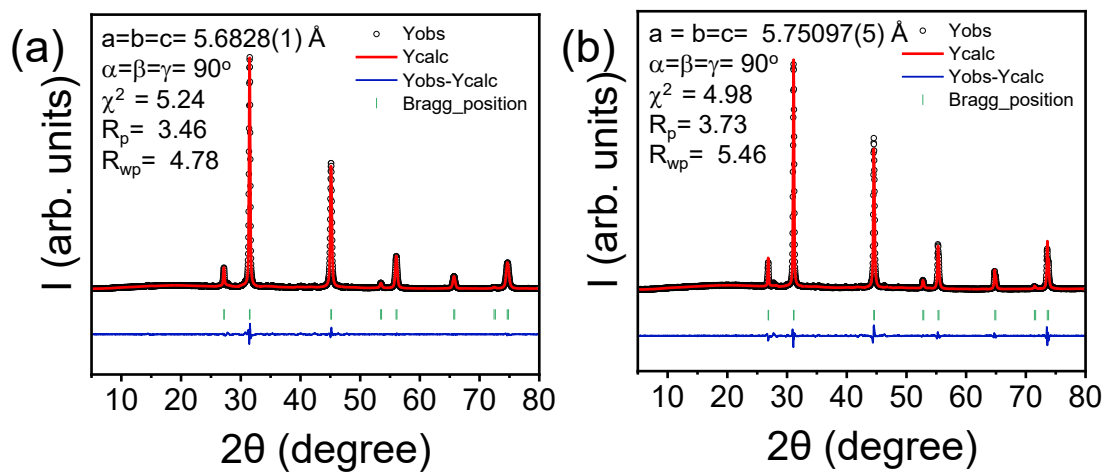 (a)
a=b=c= 5.6828(1) Å
α=β=γ= 90°
χ² = 5.24
Rₚ= 3.46
R_wp= 4.78
Yobs
Ycalc
Yobs-Ycalc
Bragg_position
I (arb. units)
10 20 30 40 50 60 70 80
2θ (degree)
(b)
a = b=c= 5.75097(5) Å
α=β=γ= 90°
χ² = 4.98
Rₚ= 3.73
R_wp= 5.46
Yobs
Ycalc
Yobs-Ycalc
Bragg_position
I (arb. units)
10 20 30 40 50 60 70 80
2θ (degree)